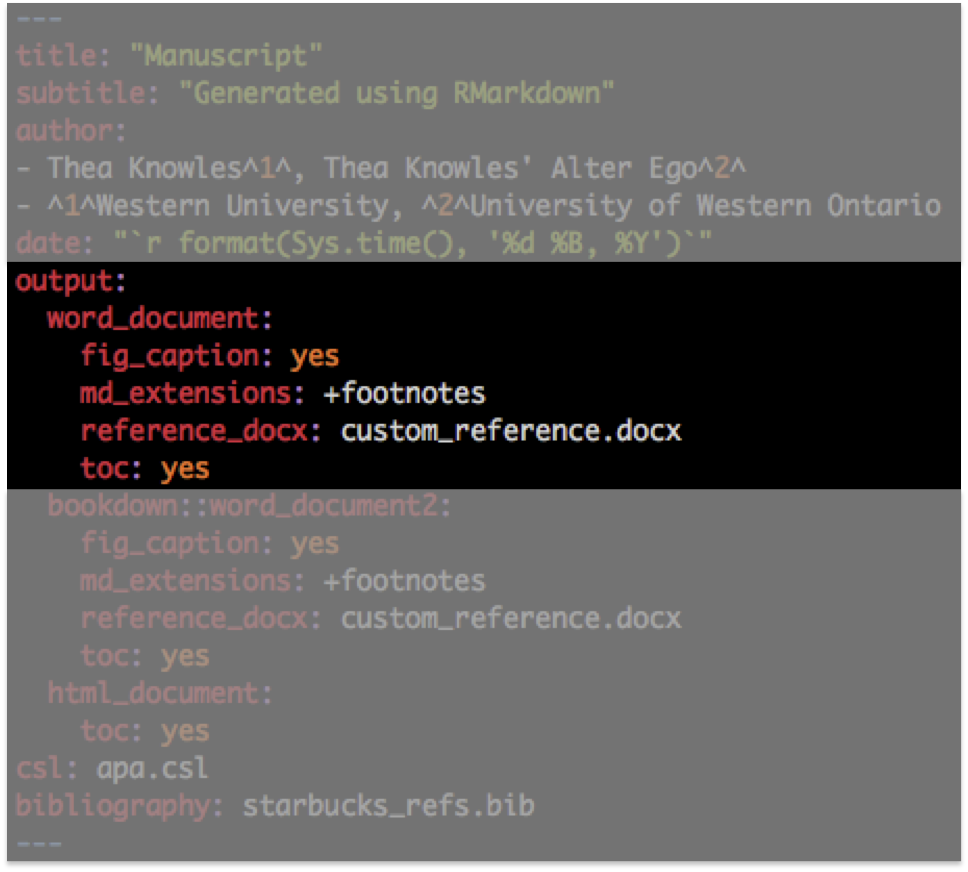 ---
title: "Manuscript"
subtitle: "Generated using RMarkdown"
author:
- Thea Knowles^1^, Thea Knowles' Alter Ego^2^
- ^1^Western University, ^2^University of Western Ontario
date: "`r format(Sys.time(), '%d %B, %Y')`"
output:
  word_document:
    fig_caption: yes
    md_extensions: +footnotes
    reference_docx: custom_reference.docx
    toc: yes
  bookdown::word_document2:
    fig_caption: yes
    md_extensions: +footnotes
    reference_docx: custom_reference.docx
    toc: yes
  html_document:
    toc: yes
csl: apa.csl
bibliography: starbucks_refs.bib
---